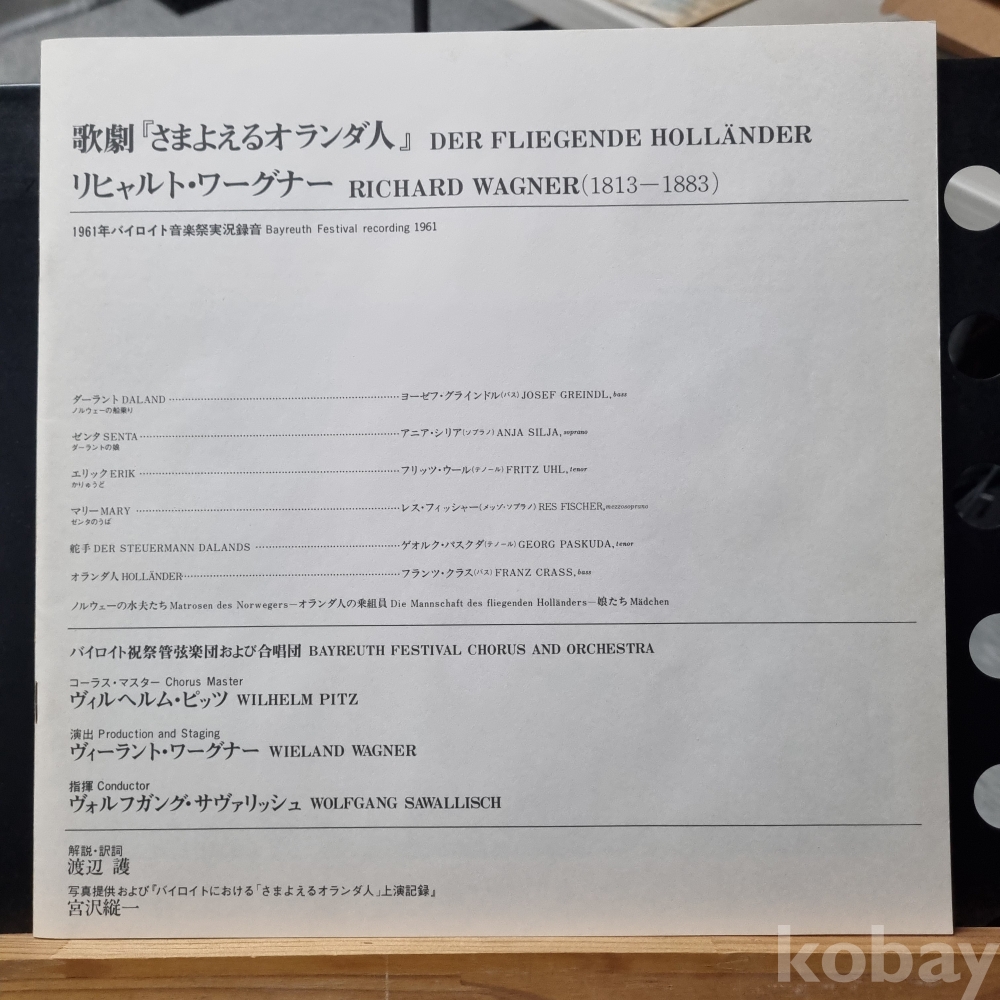 歌劇『さまよえるオランダ人』 DER FLIEGENDE HOLLÄNDER
リヒャルト・ワーグナー RICHARD WAGNER(1813—1883)
1961年バイロイト音楽祭実況録音 Bayreuth Festival recording 1961
ダーラント DALAND ……… ヨーゼフ・グラインドル(バス) JOSEF GREINDL, bass
ノルウェーの船乗り
ゼンタ SENTA ……… アニア・シリア(ソプラノ) ANJA SILJA, soprano
ダーラントの娘
エリック ERIK ……… フリッツ・ウール(テノール) FRITZ UHL, tenor
かりゅうど
マリー MARY ……… レス・フィッシャー(メッゾ・ソプラノ) RES FISCHER, mezzosoprano
ゼンタのうば
舵手 DER STEUERMANN DALANDS ……… ゲオルク・パスクダ(テノール) GEORG PASKUDA, tenor
オランダ人 HOLLÄNDER ……… フランツ・クラス(バス) FRANZ CRASS, bass
ノルウェーの水夫たち Matrosen des Norwegers—オランダ人の乗組員 Die Mannschaft des fliegenden Holländers—娘たち Mädchen
バイロイト祝祭管弦楽団および合唱団 BAYREUTH FESTIVAL CHORUS AND ORCHESTRA
コーラス・マスター Chorus Master
ヴィルヘルム・ピッツ WILHELM PITZ
演出 Production and Staging
ヴィーラント・ワーグナー WIELAND WAGNER
指揮 Conductor
ヴォルフガング・サヴァリッシュ WOLFGANG SAWALLISCH
解説・訳詞
渡辺 護
写真提供および『バイロイトにおける「さまよえるオランダ人」上演記録』
宮沢縦一
kobay